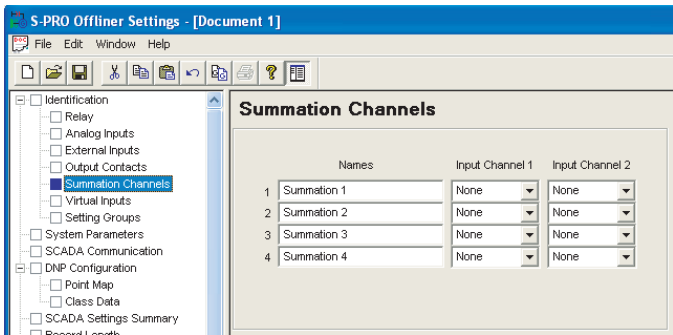 S-PRO Offliner Settings - [Document 1]
File Edit Window Help
Identification
Relay
Analog Inputs
External Inputs
Output Contacts
Summation Channels
Virtual Inputs
Setting Groups
System Parameters
SCADA Communication
DNP Configuration
Point Map
Class Data
SCADA Settings Summary
Record Length
Summation Channels
Names Input Channel 1 Input Channel 2
1 Summation 1 None None
2 Summation 2 None None
3 Summation 3 None None
4 Summation 4 None None